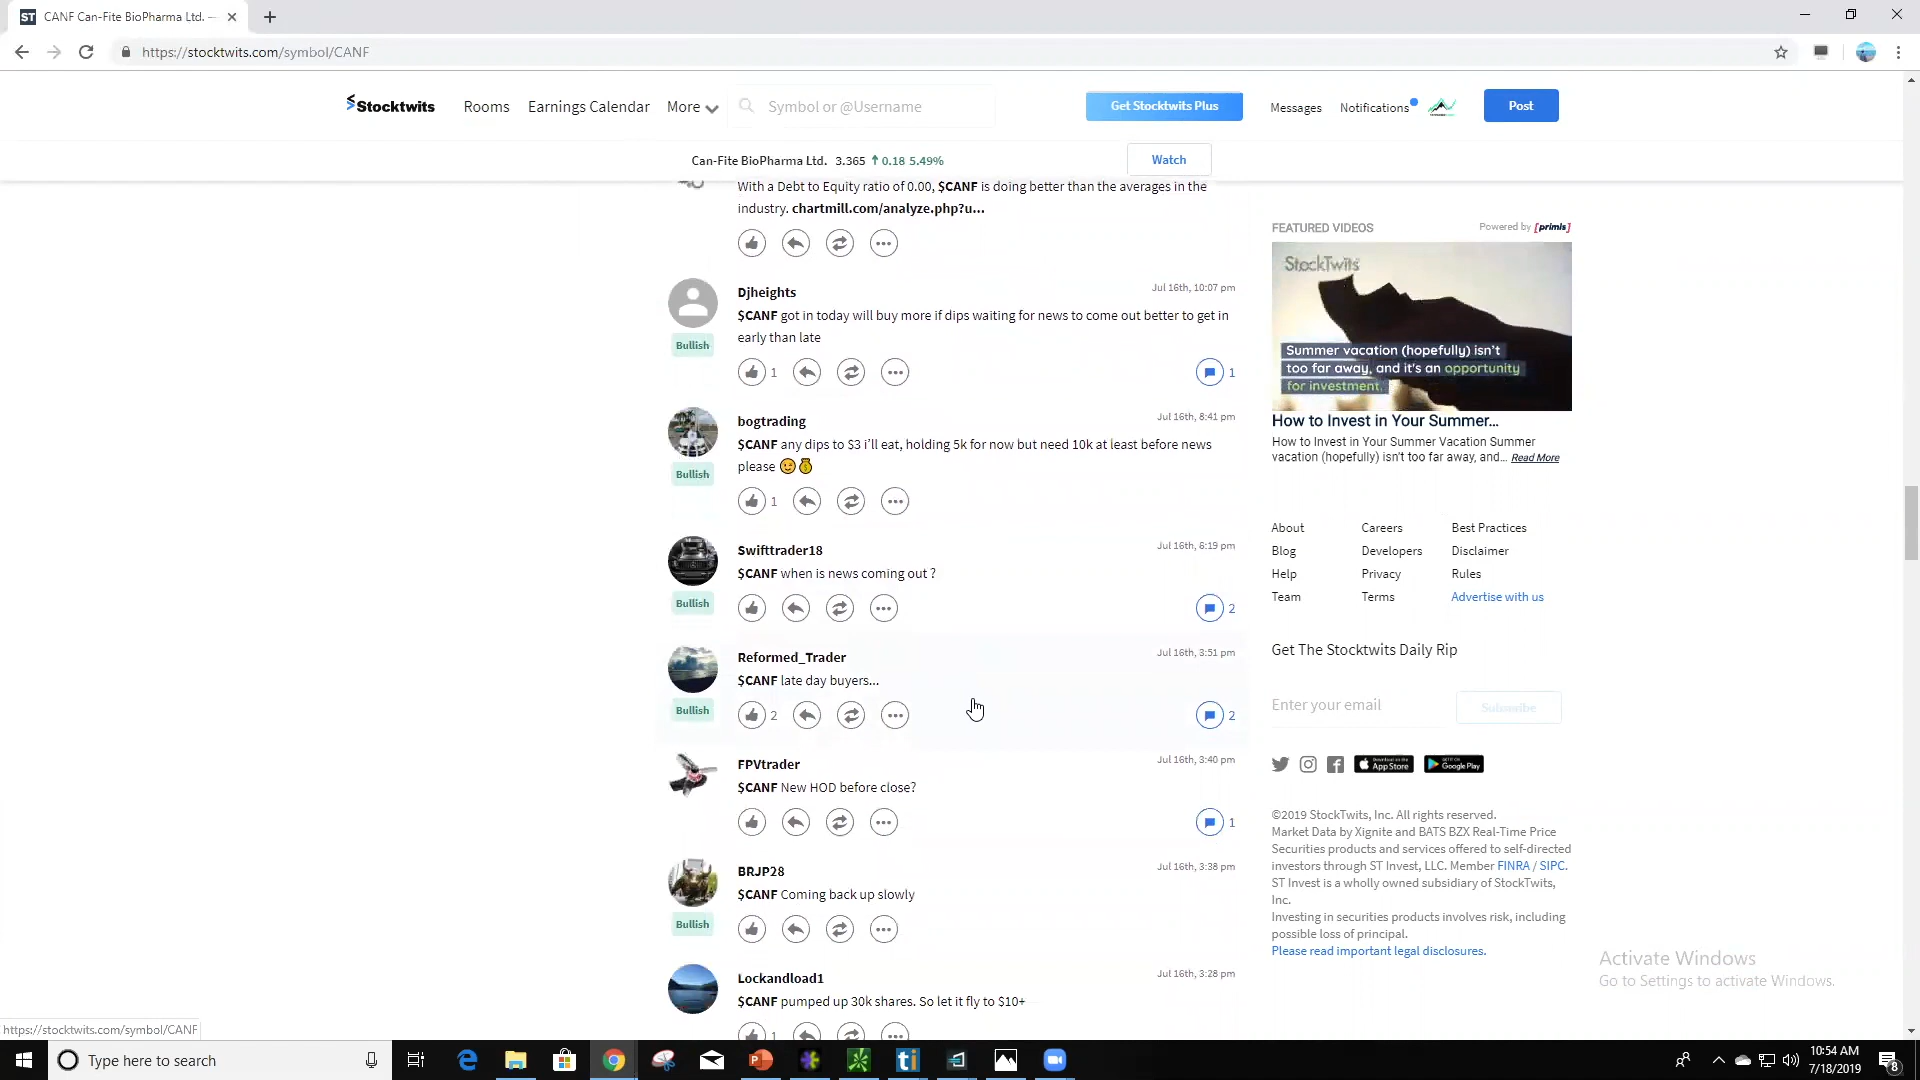 ST CANF Can-Fite BioPharma Ltd. —
https://stocktwits.com/symbol/CANF
Stocktwits Rooms Earnings Calendar More Symbol or @Username Get Stocktwits Plus Messages Notifications Post
Can-Fite BioPharma Ltd. 3.365 0.18 5.49% Watch
With a Debt to Equity ratio of 0.00, $CANF is doing better than the averages in the
industry. chartmill.com/analyze.php?u...
Djheights Jul 16th, 10:07 pm
$CANF got in today will buy more if dips waiting for news to come out better to get in
early than late
Bullish
1 1
bogtrading Jul 16th, 8:41 pm
$CANF any dips to $3 i'll eat, holding 5k for now but need 10k at least before news
please 😉💰
Bullish
1
Swifttrader18 Jul 16th, 6:19 pm
$CANF when is news coming out ?
Bullish
2
Reformed_Trader Jul 16th, 3:51 pm
$CANF late day buyers...
Bullish
2 2
FPVtrader Jul 16th, 3:40 pm
$CANF New HOD before close?
1
BRJP28 Jul 16th, 3:38 pm
$CANF Coming back up slowly
Bullish
Lockandload1 Jul 16th, 3:28 pm
$CANF pumped up 30k shares. So let it fly to $10+
1
FEATURED VIDEOS Powered by [primis]
StockTwits
Summer vacation (hopefully) isn't
too far away, and it's an opportunity
for investment.
How to Invest in Your Summer...
How to Invest in Your Summer Vacation Summer
vacation (hopefully) isn't too far away, and... Read More
About Careers Best Practices
Blog Developers Disclaimer
Help Privacy Rules
Team Terms Advertise with us
Get The Stocktwits Daily Rip
Enter your email Subscribe
Download on the App Store GET IT ON Google Play
©2019 StockTwits, Inc. All rights reserved.
Market Data by Xignite and BATS BZX Real-Time Price
Securities products and services offered to self-directed
investors through ST Invest, LLC. Member FINRA / SIPC.
ST Invest is a wholly owned subsidiary of StockTwits,
Inc.
Investing in securities products involves risk, including
possible loss of principal.
Please read important legal disclosures.
Activate Windows
Go to Settings to activate Windows.
https://stocktwits.com/symbol/CANF
Type here to search
10:54 AM
7/18/2019
8